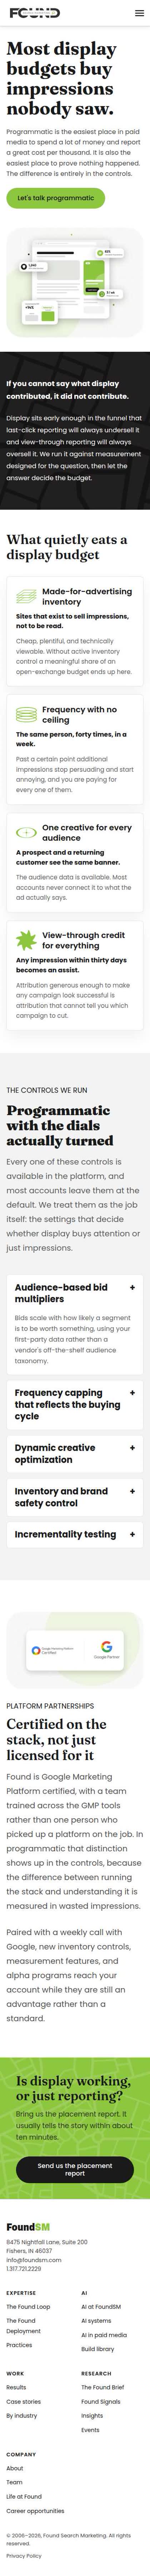 FOUND
Most display
budgets buy
impressions
nobody saw.
Programmatic is the easiest place in paid
media to spend a lot of money and report
a great cost per thousand. It is also the
easiest place to prove nothing happened.
The difference is entirely in the controls.
Let's talk programmatic
If you cannot say what display
contributed, it did not contribute.
Display sits early enough in the funnel that
last-click reporting will always undersell it
and view-through reporting will always
oversell it. We run it against measurement
designed for the question, then let the
answer decide the budget.
What quietly eats a
display budget
Made-for-advertising
inventory
Sites that exist to sell impressions,
not to be read.
Cheap, plentiful, and technically
viewable. Without active inventory
control a meaningful share of an
open-exchange budget ends up here.
Frequency with no
ceiling
The same person, forty times, in a
week.
Past a certain point additional
impressions stop persuading and start
annoying, and you are paying for
every one of them.
One creative for every
audience
A prospect and a returning
customer see the same banner.
The audience data is available. Most
accounts never connect it to what the
ad actually says.
View-through credit
for everything
Any impression within thirty days
becomes an assist.
Attribution generous enough to make
any campaign look successful is
attribution that cannot tell you which
campaign to cut.
THE CONTROLS WE RUN
Programmatic
with the dials
actually turned
Every one of these controls is
available in the platform, and
most accounts leave them at the
default. We treat them as the job
itself: the settings that decide
whether display buys attention or
just impressions.
Audience-based bid +
multipliers
Bids scale with how likely a segment
is to be worth something, using your
first-party data rather than a
vendor's off-the-shelf audience
taxonomy.
Frequency capping +
that reflects the buying
cycle
Dynamic creative +
optimization
Inventory and brand +
safety control
Incrementality testing +
Google Marketing Platform
Certified
Google Partner
PLATFORM PARTNERSHIPS
Certified on the
stack, not just
licensed for it
Found is Google Marketing
Platform certified, with a team
trained across the GMP tools
rather than one person who
picked up a platform on the job. In
programmatic that distinction
shows up in the controls, because
the difference between running
the stack and understanding it is
measured in wasted impressions.
Paired with a weekly call with
Google, new inventory controls,
measurement features, and
alpha programs reach your
account while they are still an
advantage rather than a
standard.
Is display working,
or just reporting?
Bring us the placement report. It
usually tells the story within about
ten minutes.
Send us the placement
report
FoundSM
8475 Nightfall Lane, Suite 200
Fishers, IN 46037
info@foundsm.com
1.317.721.2229
EXPERTISE
The Found Loop
The Found
Deployment
Practices
AI
AI at FoundSM
AI systems
AI in paid media
Build library
WORK
Results
Case stories
By industry
RESEARCH
The Found Brief
Found Signals
Insights
Events
COMPANY
About
Team
Life at Found
Career opportunities
© 2006–2026, Found Search Marketing. All rights
reserved.
Privacy Policy